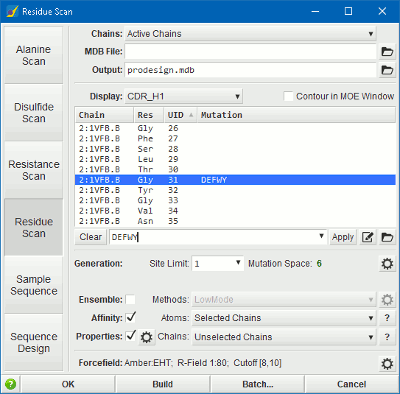 Residue Scan
Chains: Active Chains
MDB File:
Output: prodesign.mdb
Display: CDR_H1 Contour in MOE Window
Alanine Scan
Disulfide Scan
Resistance Scan
Residue Scan
Sample Sequence
Sequence Design
Chain Res UID Mutation
2:1VFB.B Gly 26
2:1VFB.B Phe 27
2:1VFB.B Ser 28
2:1VFB.B Leu 29
2:1VFB.B Thr 30
2:1VFB.B Gly 31 DEFWY
2:1VFB.B Tyr 32
2:1VFB.B Gly 33
2:1VFB.B Val 34
2:1VFB.B Asn 35
Clear DEFWY Apply
Generation: Site Limit: 1 Mutation Space: 6
Ensemble: Methods: LowMode
Affinity: Atoms: Selected Chains ?
Properties: Chains: Unselected Chains ?
Forcefield: Amber:EHT; R-Field 1:80; Cutoff [8,10]
? OK Build Batch... Cancel